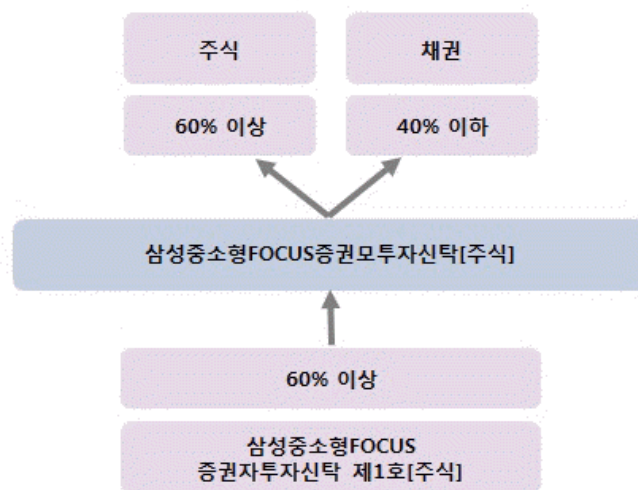 주식
채권
60% 이상
40% 이하
삼성중소형FOCUS증권모투자신탁[주식]
60% 이상
삼성중소형FOCUS
증권자투자신탁 제1호[주식]